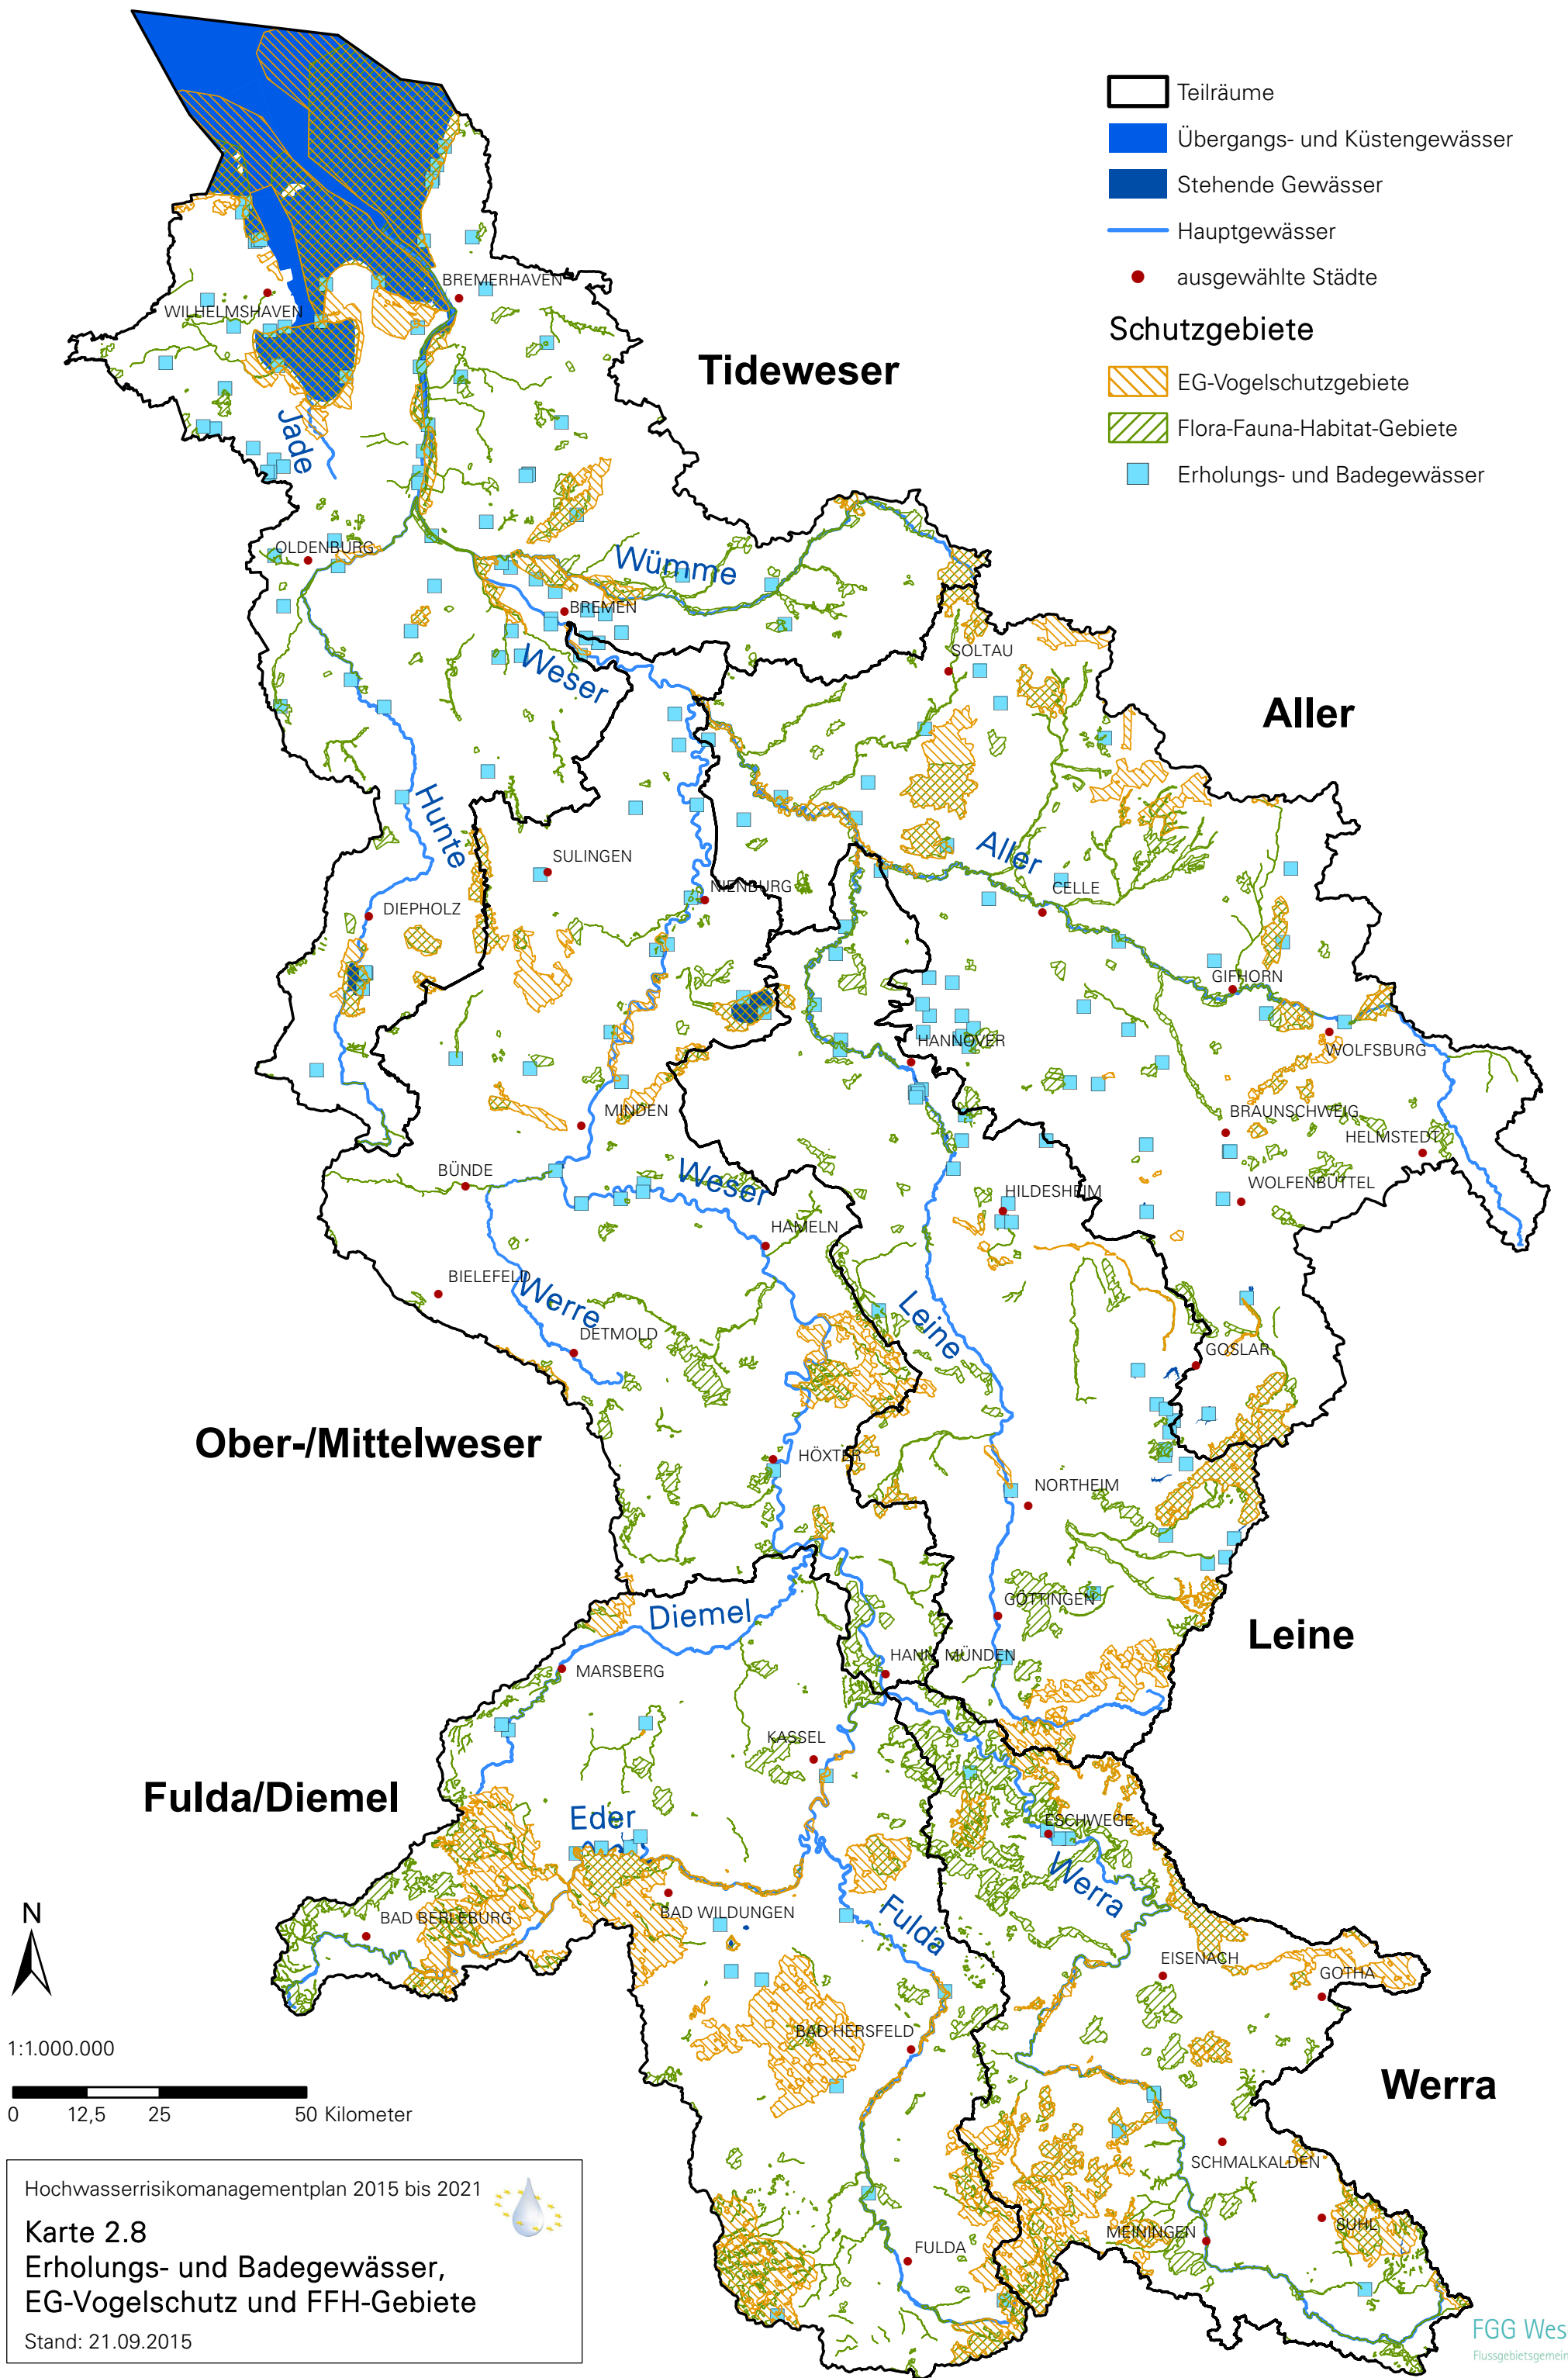 Teilräume
Übergangs- und Küstengewässer
Stehende Gewässer
Hauptgewässer
ausgewählte Städte
Schutzgebiete
EG-Vogelschutzgebiete
Flora-Fauna-Habitat-Gebiete
Erholungs- und Badegewässer
BREMERHAVEN
WILHELMSHAVEN
Tideweser
Jade
OLDENBURG
Wümme
BREMEN
Weser
SOLTAU
Aller
Hunte
SULINGEN
Aller
CELLE
NIENBURG
DIEPHOLZ
GIFHORN
HANNOVER
WOLFSBURG
MINDEN
BRAUNSCHWEIG
HELMSTEDT
BÜNDE
Weser
WOLFENBÜTTEL
HILDESHEIM
HAMELN
BIELEFELD
Werre
Leine
DETMOLD
GOSLAR
Ober-/Mittelweser
HÖXTER
NORTHEIM
GÖTTINGEN
Diemel
Leine
HANN. MÜNDEN
MARSBERG
KASSEL
Fulda/Diemel
Eder
ESCHWEGE
Werra
N
BAD BERLEBURG
BAD WILDUNGEN
Fulda
EISENACH
GOTHA
BAD HERSFELD
1:1.000.000
Werra
0 12,5 25 50 Kilometer
SCHMALKALDEN
Hochwasserrisikomanagementplan 2015 bis 2021
Karte 2.8
SUHL
MEININGEN
Erholungs- und Badegewässer,
FULDA
EG-Vogelschutz und FFH-Gebiete
Stand: 21.09.2015
FGG Wes
Flussgebietsgemein